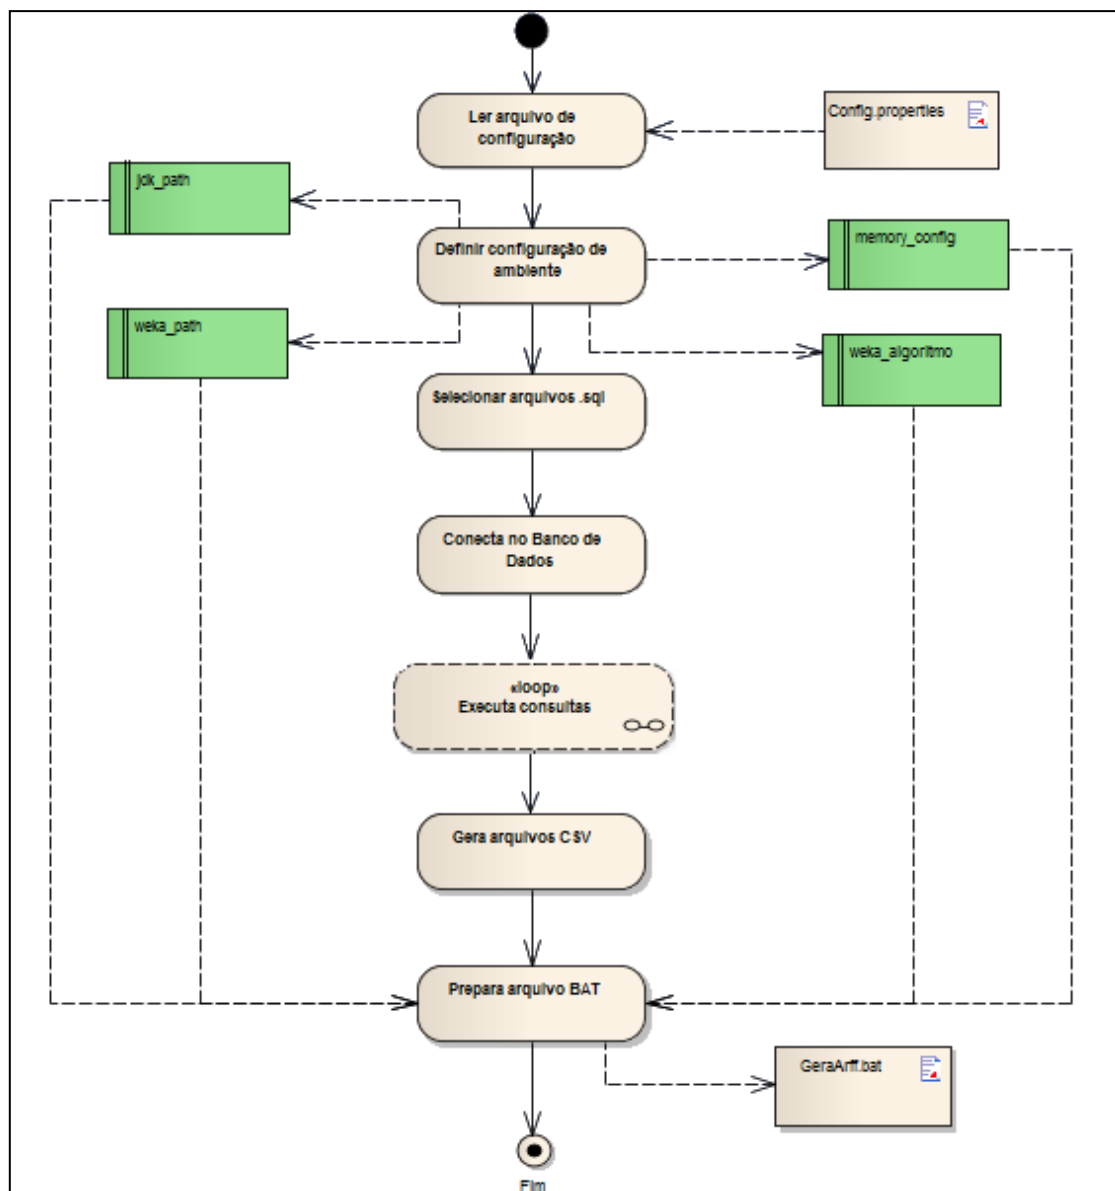 Ler arquivo de
configuração
Config.properties
jdk_path
Definir configuração de
ambiente
memory_config
weka_path
weka_algoritmo
Selecionar arquivos .sql
Conecta no Banco de
Dados
«loop»
Executa consultas
Gera arquivos CSV
Prepara arquivo BAT
GeraArff.bat
Fim